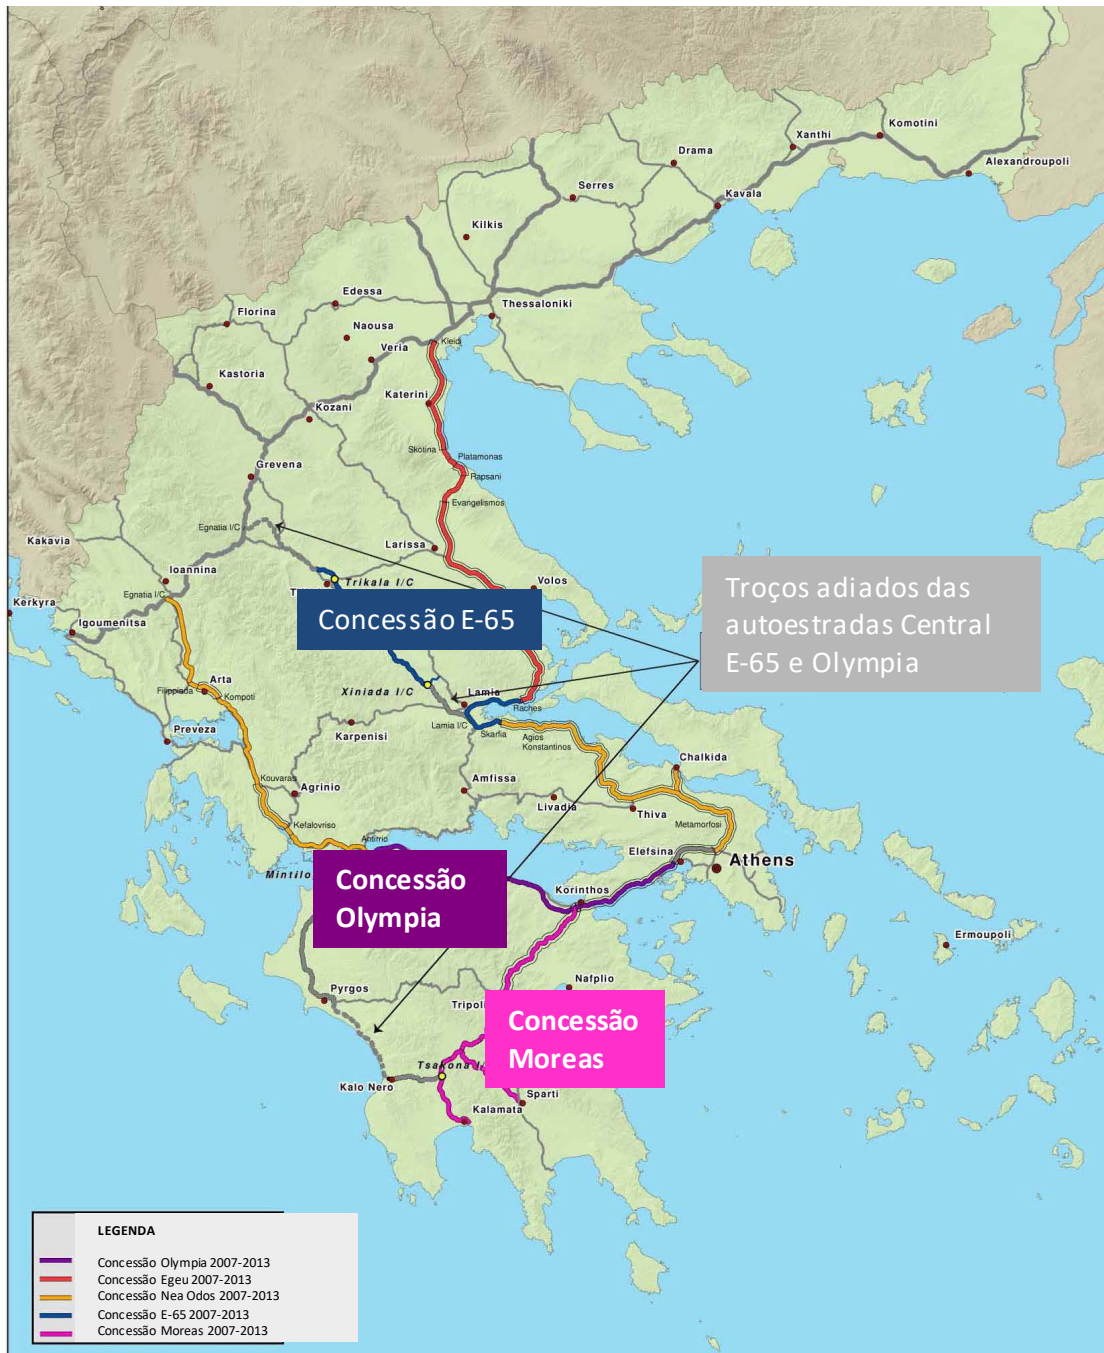 Komotini
Xanthi
Drama
Alexandroupoli
Serres
Kavala
Kilkis
Edessa
Thessaloniki
Florina
Naousa
Veria
Kleidi
Kastoria
Katerini
Kozani
Skotina
Platamonas
Grevena
Rapsani
Evangelismos
Egnatia I/C
Kakavia
Larissa
Ioannina
Trikala I/C
Volos
Egnatia I/C
Kerkyra
Igoumenitsa
Concessão E-65
Troços adiados das
autoestradas Central
E-65 e Olympia
Arta
Filippiada
Kompoti
Xiniada I/C
Lamia
Raches
Preveza
Karpenisi
Lamia I/C
Skarfia
Agios
Konstantinos
Chalkida
Kouvaras
Agrinio
Amfissa
Livadia
Thiva
Metamorfosi
Kefalovriso
Antirrio
Elefsina
Athens
Concessão
Olympia
Korinthos
Ermoupoli
Nafplio
Pyrgos
Concessão
Moreas
Kalo Nero
Sparti
Kalamata
LEGENDA
Concessão Olympia 2007-2013
Concessão Egeu 2007-2013
Concessão Nea Odos 2007-2013
Concessão E-65 2007-2013
Concessão Moreas 2007-2013